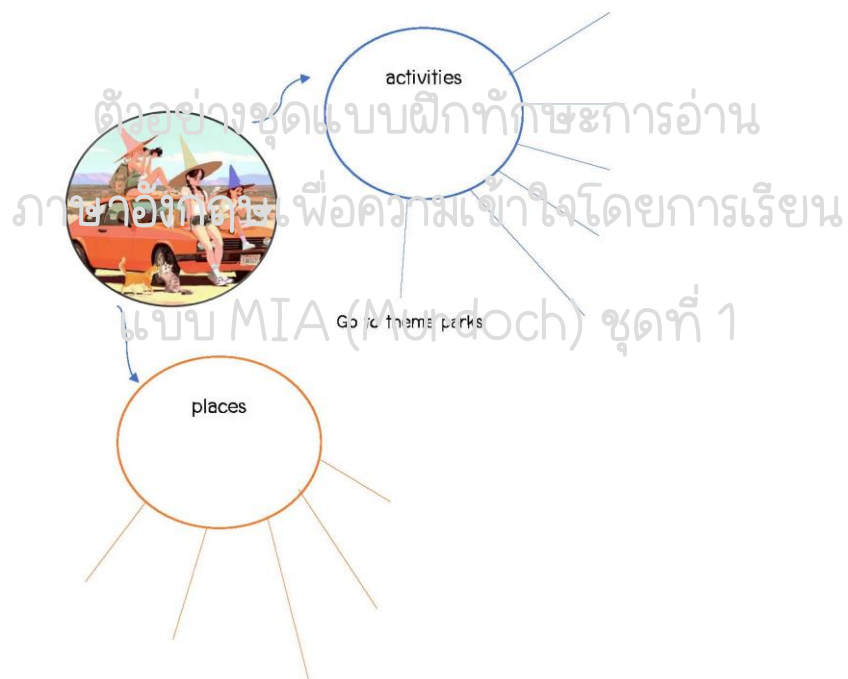 activities
ตัวอย่างชุดแบบฝึกทักษะการอ่าน
ภาษาอังกฤษเพื่อความเข้าใจโดยการเรียน
แบบ MIA (Murdoch) ชุดที่ 1
Go to theme parks
places